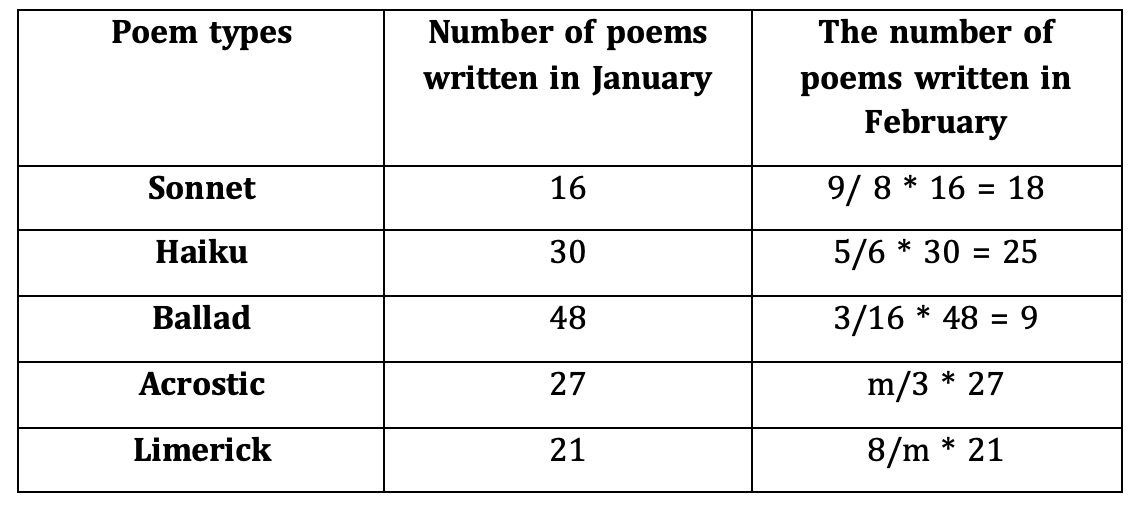 Poem types
Number of poems
written in January
The number of
poems written in
February
Sonnet 16 9/ 8 * 16 = 18
Haiku 30 5/6 * 30 = 25
Ballad 48 3/16 * 48 = 9
Acrostic 27 m/3 * 27
Limerick 21 8/m * 21